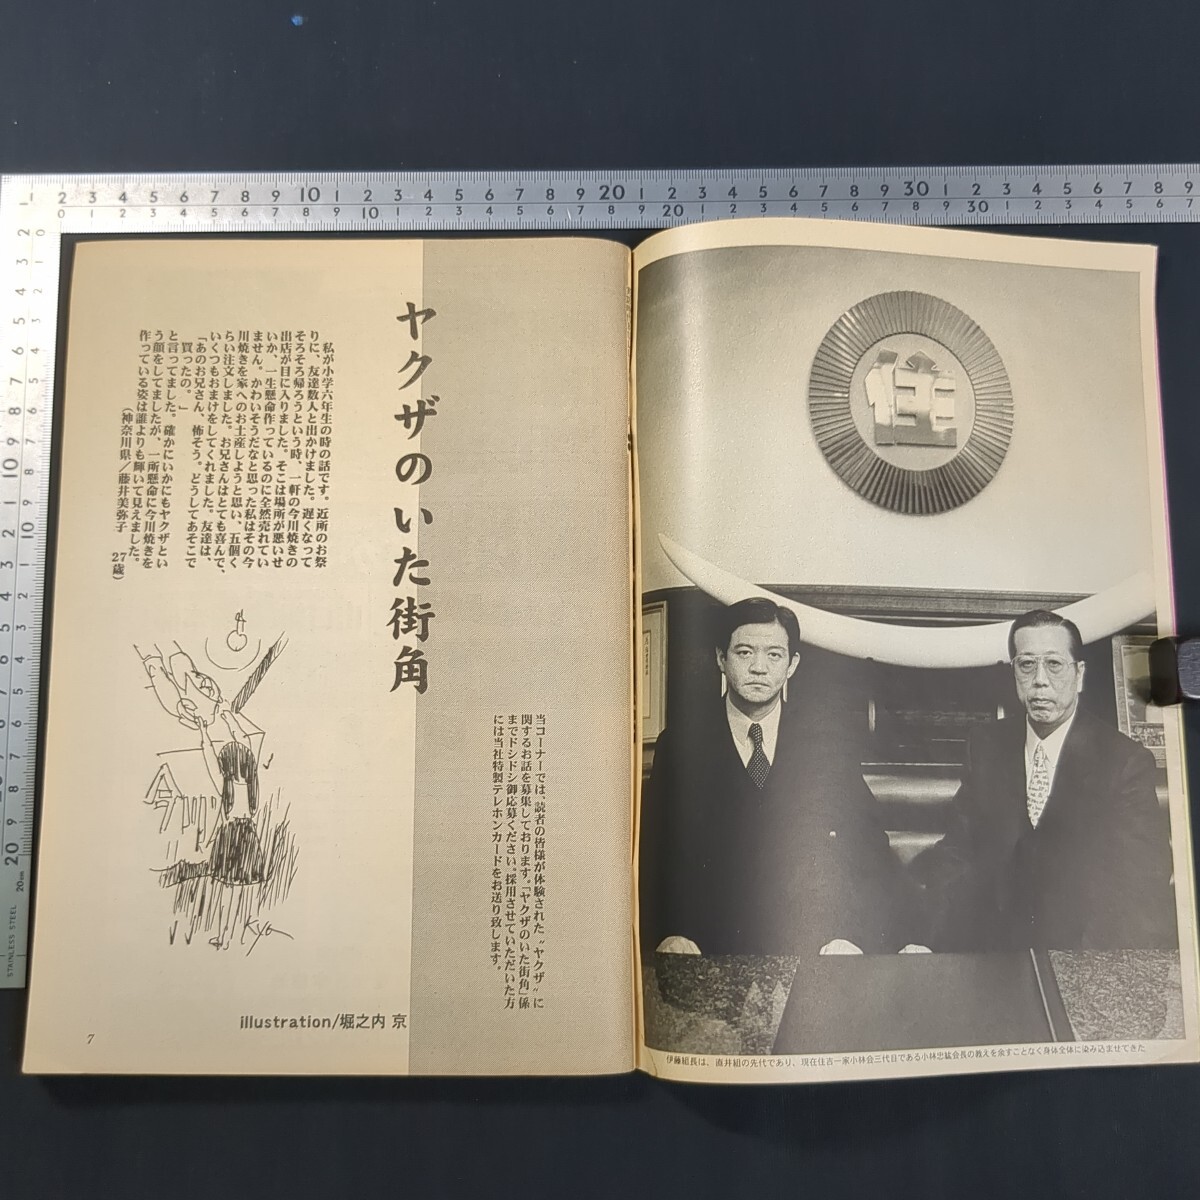 ヤクザのいた街角
　私が小学六年生の時の話です。近所のお祭
りに、友達数人と出かけました。遅くなって
そろそろ帰ろうという時、一軒の今川焼きの
出店が目に入りました。そこは場所が悪いせ
いか、一生懸命作っているのに全然売れてい
ません。かわいそうだなと思った私はその今
川焼きを家へのお土産しようと思い、五個く
らい注文しました。お兄さんはとても喜んで、
いくつもおまけをしてくれました。友達は、
「あのお兄さん、怖そう。どうしてあそこで
買ったの。」
と言ってました。確かにいかにもヤクザとい
う顔をしてましたが、一所懸命に今川焼きを
作っている姿は誰よりも輝いて見えました。
（神奈川県／藤井美弥子　27歳）
当コーナーでは、読者の皆様が体験された〝ヤクザ〟に
関するお話を募集しております。「ヤクザのいた街角」係
までドシドシ御応募ください。採用させていただいた方
には当社特製テレホンカードをお送り致します。
Kyo
illustration/堀之内 京
7
住
伊藤組長は、直井組の先代であり、現在住吉一家小林会三代目である小林忠紘会長の教えを余すことなく身体全体に染み込ませてきた
STAINLESS STEEL